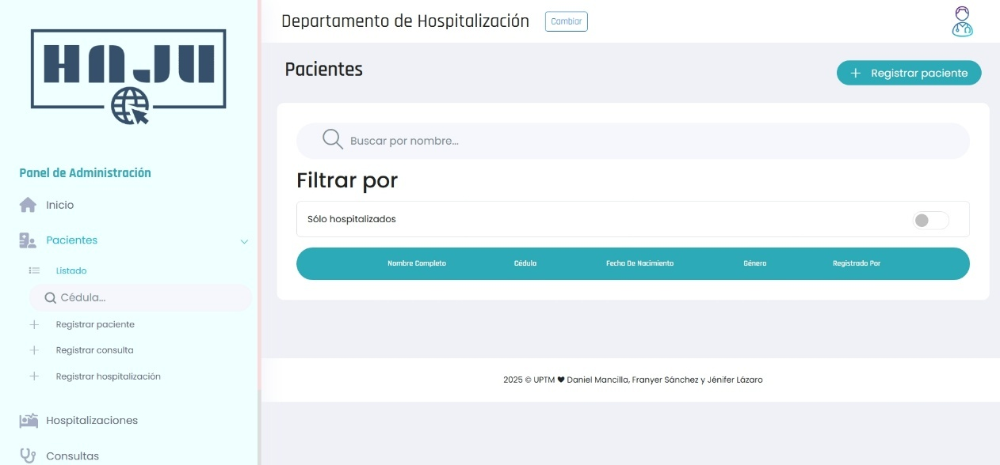 HNJU
Departamento de Hospitalización
Cambiar
Pacientes
Registrar paciente
Buscar por nombre...
Filtrar por
Sólo hospitalizados
Nombre Completo Cédula Fecha De Nacimiento Género Registrado Por
Panel de Administración
Inicio
Pacientes
Listado
Cédula...
Registrar paciente
Registrar consulta
Registrar hospitalización
Hospitalizaciones
Consultas
2025 © UPTM ♥ Daniel Mancilla, Franyer Sánchez y Jénifer Lázaro